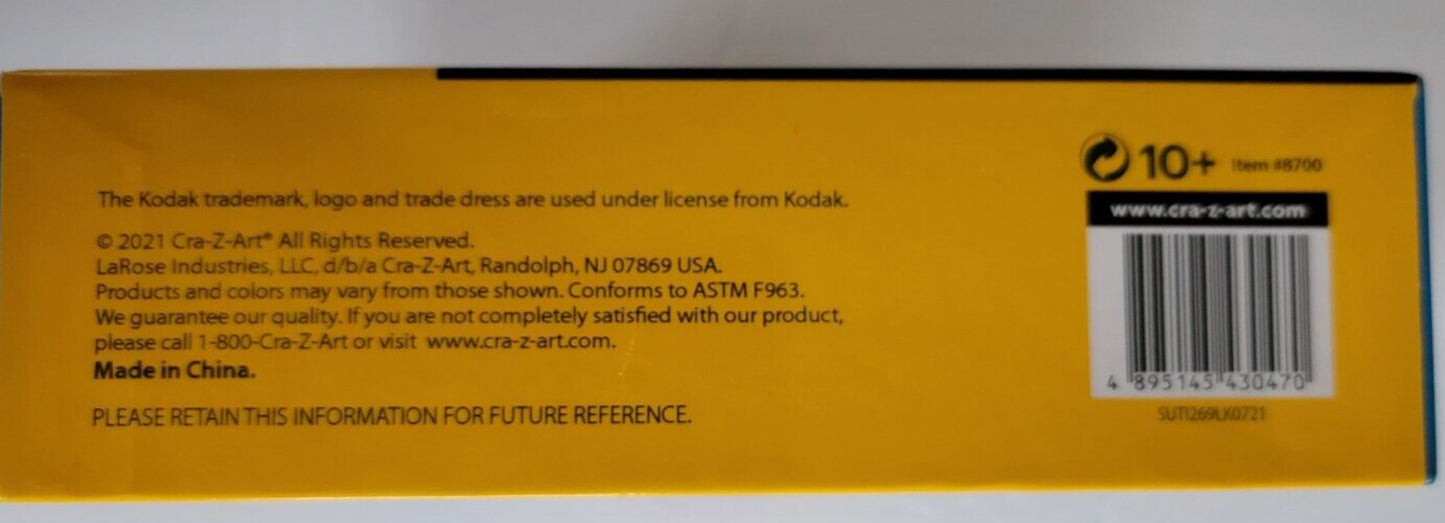 The Kodak trademark, logo and trade dress are used under license from Kodak.
© 2021 Cra-Z-Art® All Rights Reserved.
LaRose Industries, LLC, d/b/a Cra-Z-Art, Randolph, NJ 07869 USA.
Products and colors may vary from those shown. Conforms to ASTM F963.
We guarantee our quality. If you are not completely satisfied with our product,
please call 1-800-Cra-Z-Art or visit www.cra-z-art.com.
Made in China.
PLEASE RETAIN THIS INFORMATION FOR FUTURE REFERENCE.
10+ Item #8700
www.cra-z-art.com
4 895145 430470
SUTI269LK0721